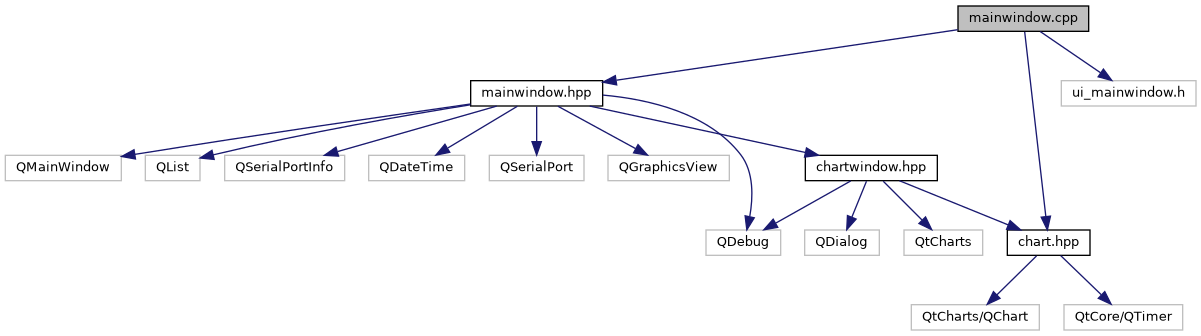 mainwindow.cpp
mainwindow.hpp
ui_mainwindow.h
QMainWindow
QList
QSerialPortInfo
QDateTime
QSerialPort
QGraphicsView
chartwindow.hpp
QDebug
QDialog
QtCharts
chart.hpp
QtCharts/QChart
QtCore/QTimer